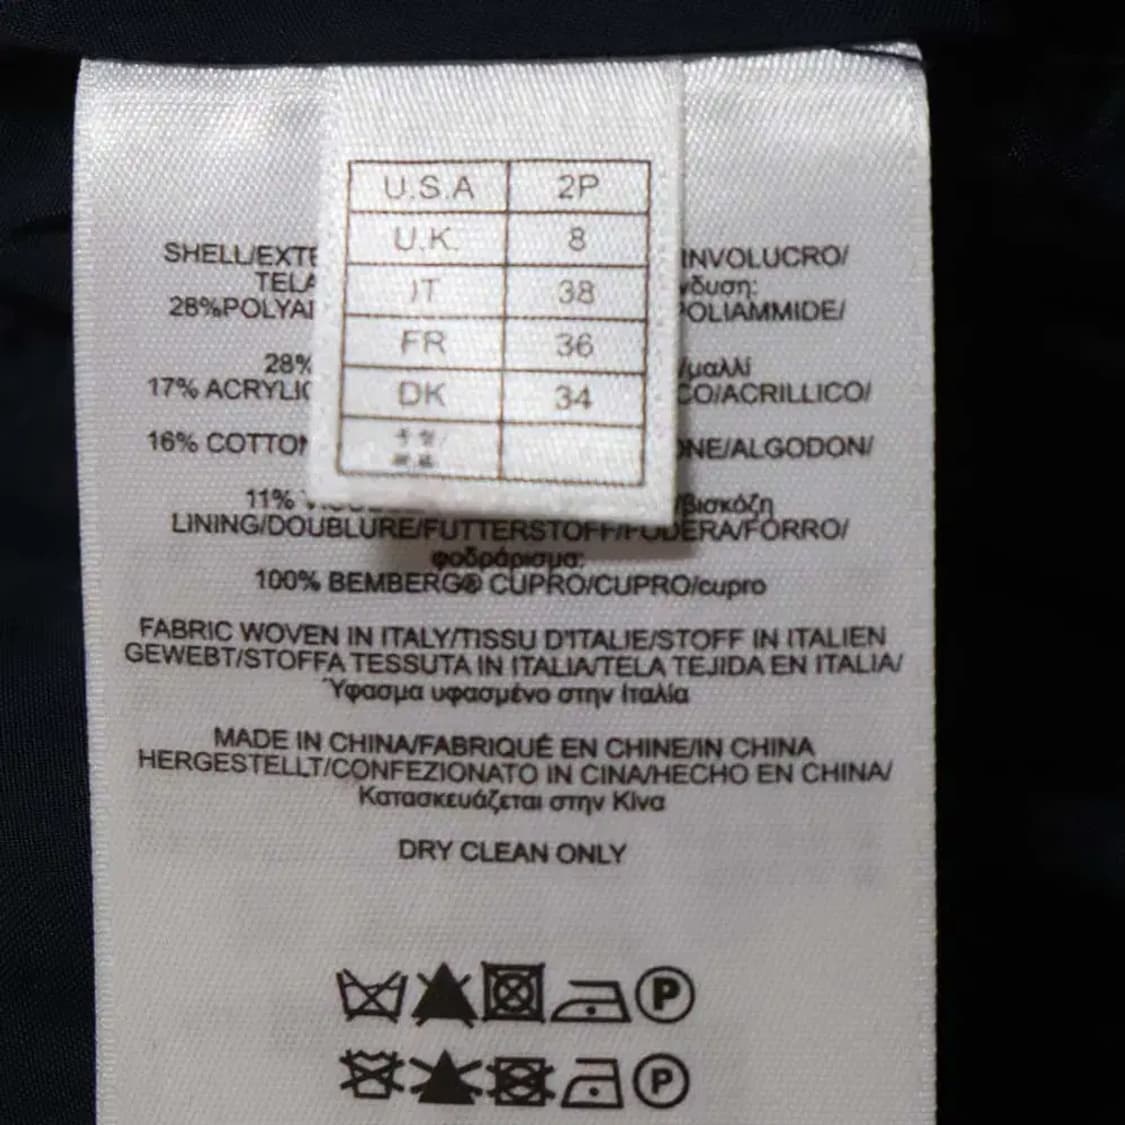 U.S.A 2P
U.K. 8
IT 38
FR 36
DK 34
SHELL/EXTE INVOLUCRO/
TELA νδυση:
28%POLYAM POLIAMMIDE/
28% /μαλλί
17% ACRYLIC CO/ACRILLICO/
16% COTTON ONE/ALGODON/
11% /βισκόζη
LINING/DOUBLURE/FUTTERSTOFF/FODERA/FORRO/
φοδράρισμα:
100% BEMBERG® CUPRO/CUPRO/cupro
FABRIC WOVEN IN ITALY/TISSU D'ITALIE/STOFF IN ITALIEN
GEWEBT/STOFFA TESSUTA IN ITALIA/TELA TEJIDA EN ITALIA/
Ύφασμα υφασμένο στην Ιταλία
MADE IN CHINA/FABRIQUÉ EN CHINE/IN CHINA
HERGESTELLT/CONFEZIONATO IN CINA/HECHO EN CHINA/
Κατασκευάζεται στην Κίνα
DRY CLEAN ONLY
P
P